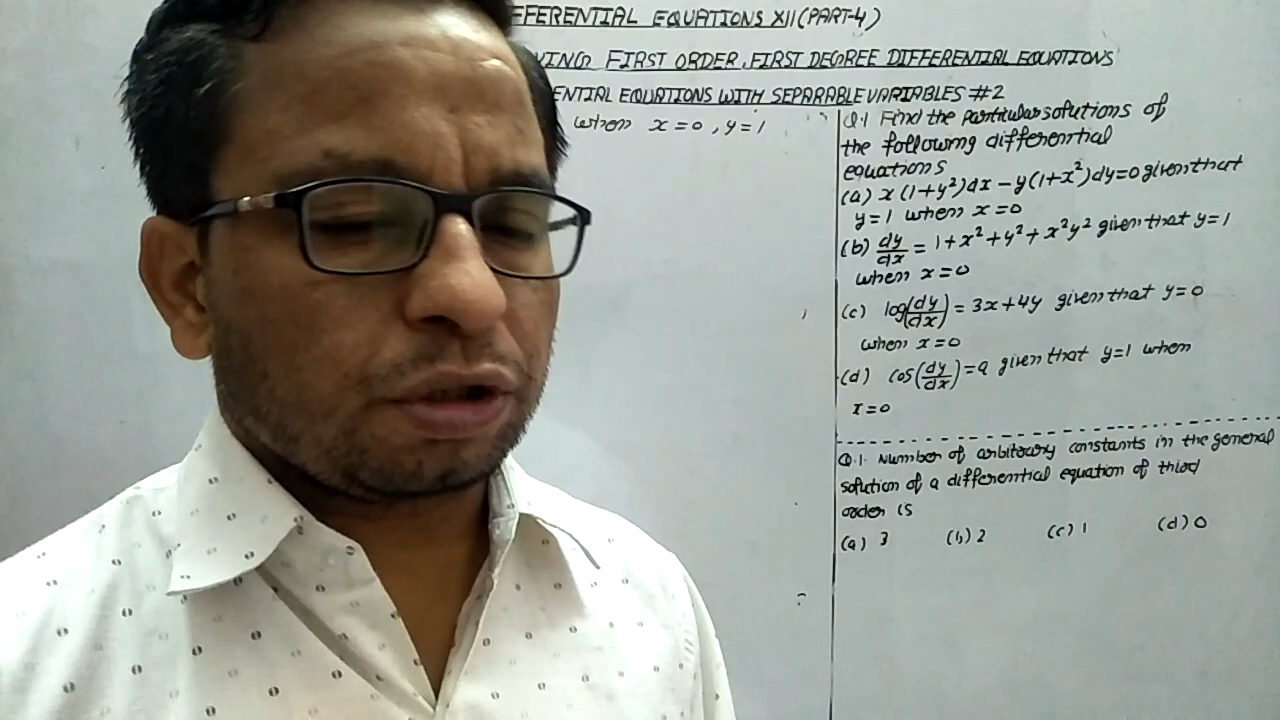 FFERENTIAL EQUATIONS XII (PART-4)
VING FIRST ORDER, FIRST DEGREE DIFFERENTIAL EQUATIONS
ENTIAL EQUATIONS WITH SEPARABLE VARIABLES #2
when x=0, y=1
Q.1 Find the particular solutions of
the following differential
equations
(a) x(1+y²)dx - y(1+x²)dy=0 given that
y=1 when x=0
(b) dy/dx = 1+x²+y²+x²y² given that y=1
when x=0
(c) log(dy/dx) = 3x+4y given that y=0
when x=0
(d) cos(dy/dx)=a given that y=1 when
x=0
Q.1. Number of arbitrary constants in the general
solution of a differential equation of third
order is
(a) 3 (b) 2 (c) 1 (d) 0